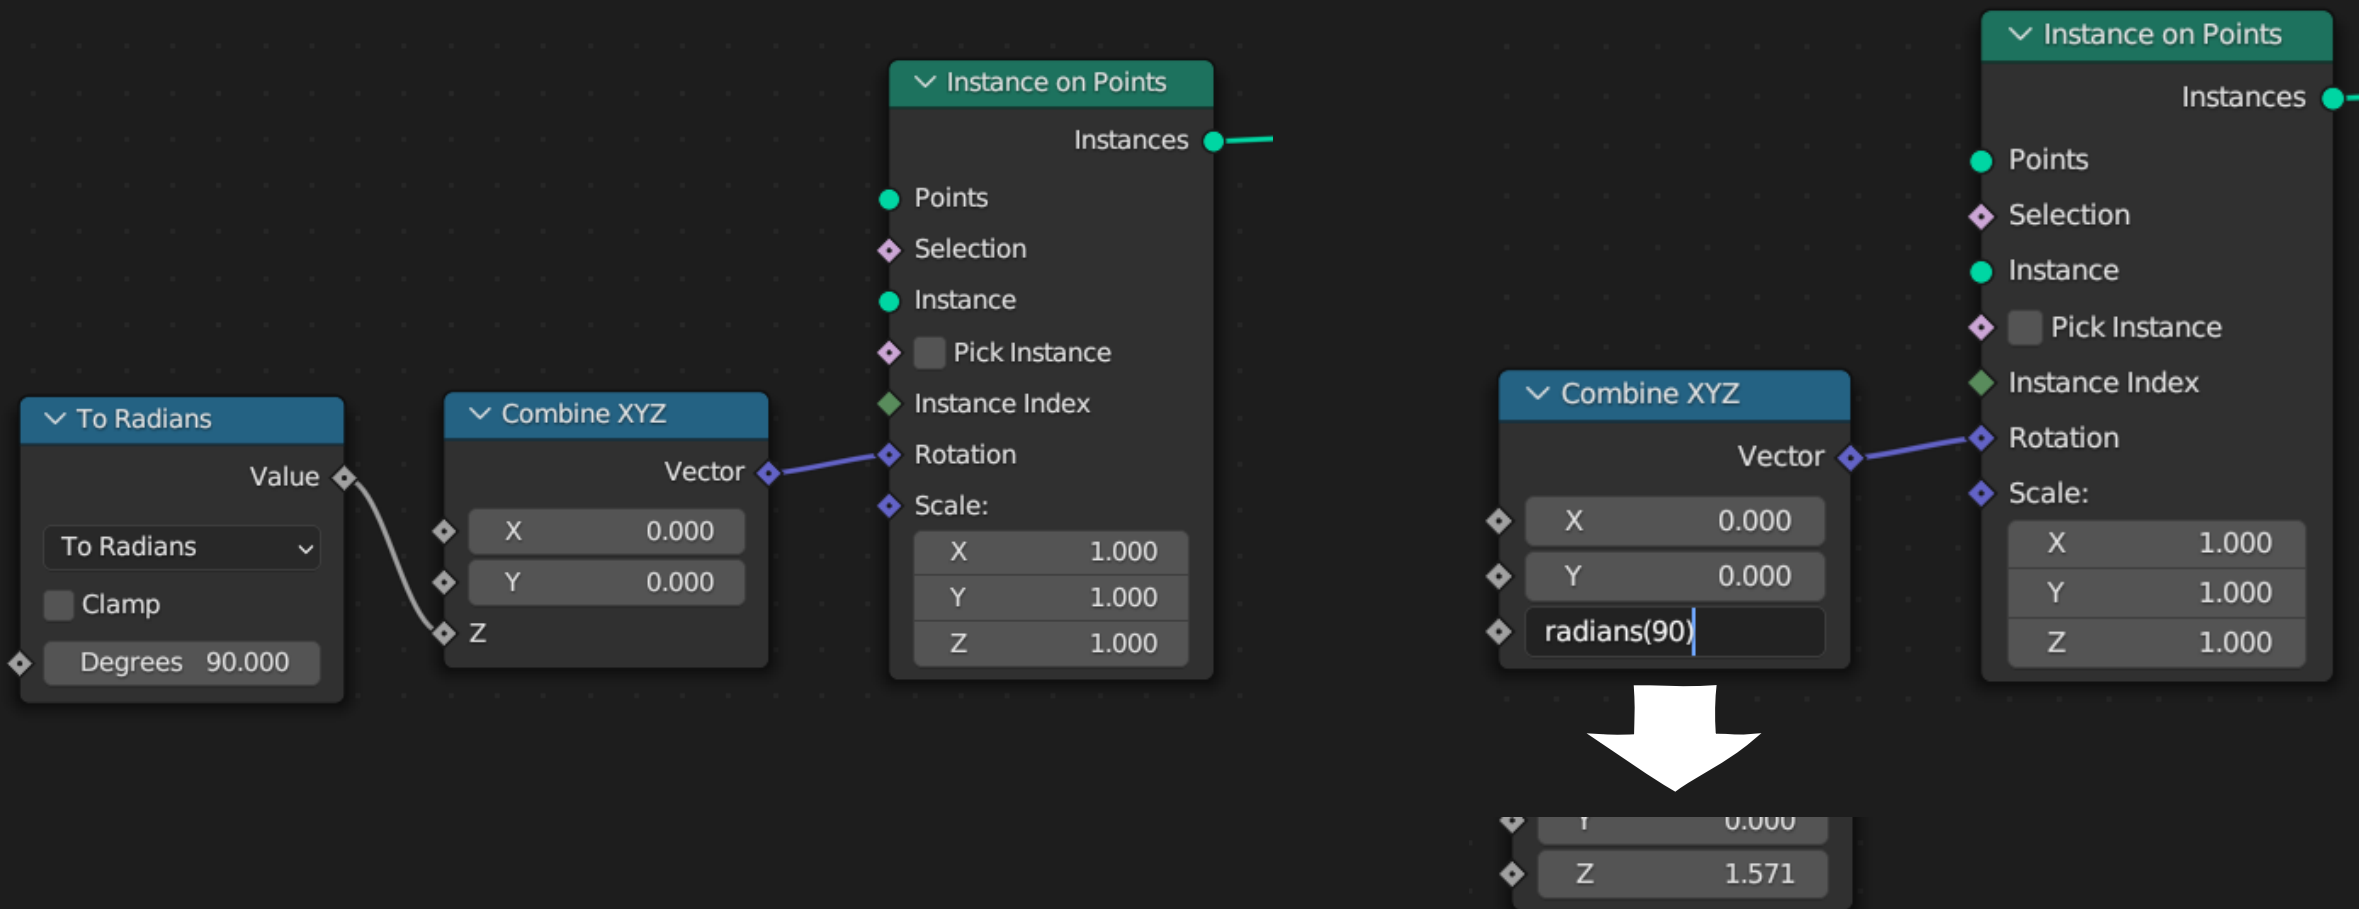 To Radians
Value
To Radians
Clamp
Degrees 90.000
Combine XYZ
Vector
X 0.000
Y 0.000
Z
Instance on Points
Instances
Points
Selection
Instance
Pick Instance
Instance Index
Rotation
Scale:
X 1.000
Y 1.000
Z 1.000
Combine XYZ
Vector
X 0.000
Y 0.000
radians(90)
Y 0.000
Z 1.571
Instance on Points
Instances
Points
Selection
Instance
Pick Instance
Instance Index
Rotation
Scale:
X 1.000
Y 1.000
Z 1.000